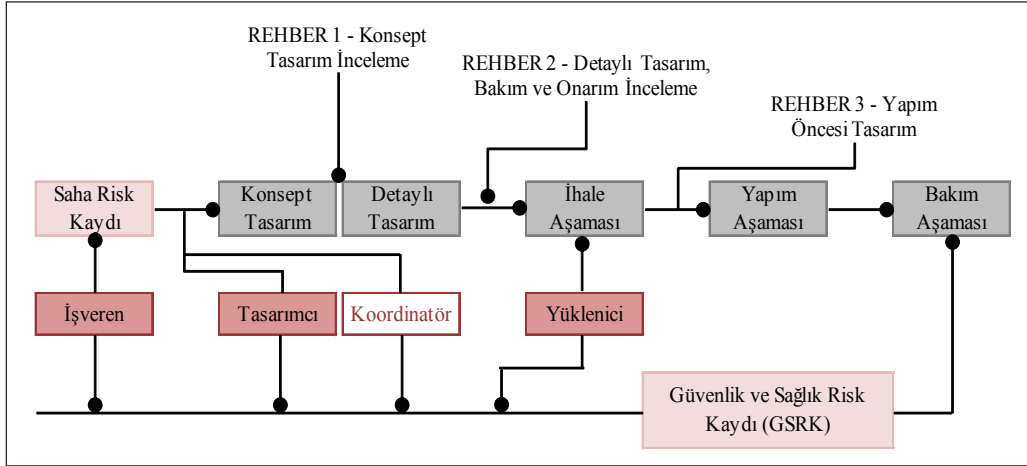 REHBER 1 - Konsept
Tasarım İnceleme
REHBER 2 - Detaylı Tasarım,
Bakım ve Onarım İnceleme
REHBER 3 - Yapım
Öncesi Tasarım
Saha Risk
Kaydı
Konsept
Tasarım
Detaylı
Tasarım
İhale
Aşaması
Yapım
Aşaması
Bakım
Aşaması
İşveren
Tasarımcı
Koordinatör
Yüklenici
Güvenlik ve Sağlık Risk
Kaydı (GSRK)